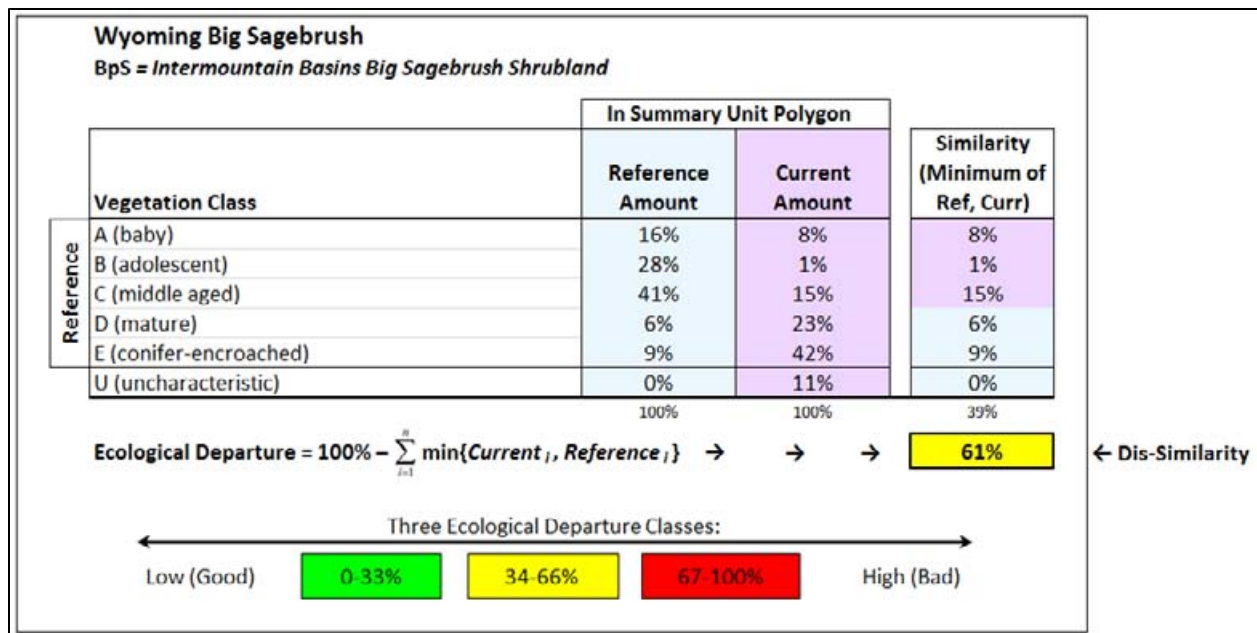 Wyoming Big Sagebrush
BpS = Intermountain Basins Big Sagebrush Shrubland
In Summary Unit Polygon
Vegetation Class
Reference
Amount
Current
Amount
Similarity
(Minimum of
Ref, Curr)
Reference
A (baby) 16% 8% 8%
B (adolescent) 28% 1% 1%
C (middle aged) 41% 15% 15%
D (mature) 6% 23% 6%
E (conifer-encroached) 9% 42% 9%
U (uncharacteristic) 0% 11% 0%
100% 100% 39%
Ecological Departure = 100% – n∑i=1 min{Current i , Reference i} → → → 61% ← Dis-Similarity
Three Ecological Departure Classes:
Low (Good) 0-33% 34-66% 67-100% High (Bad)